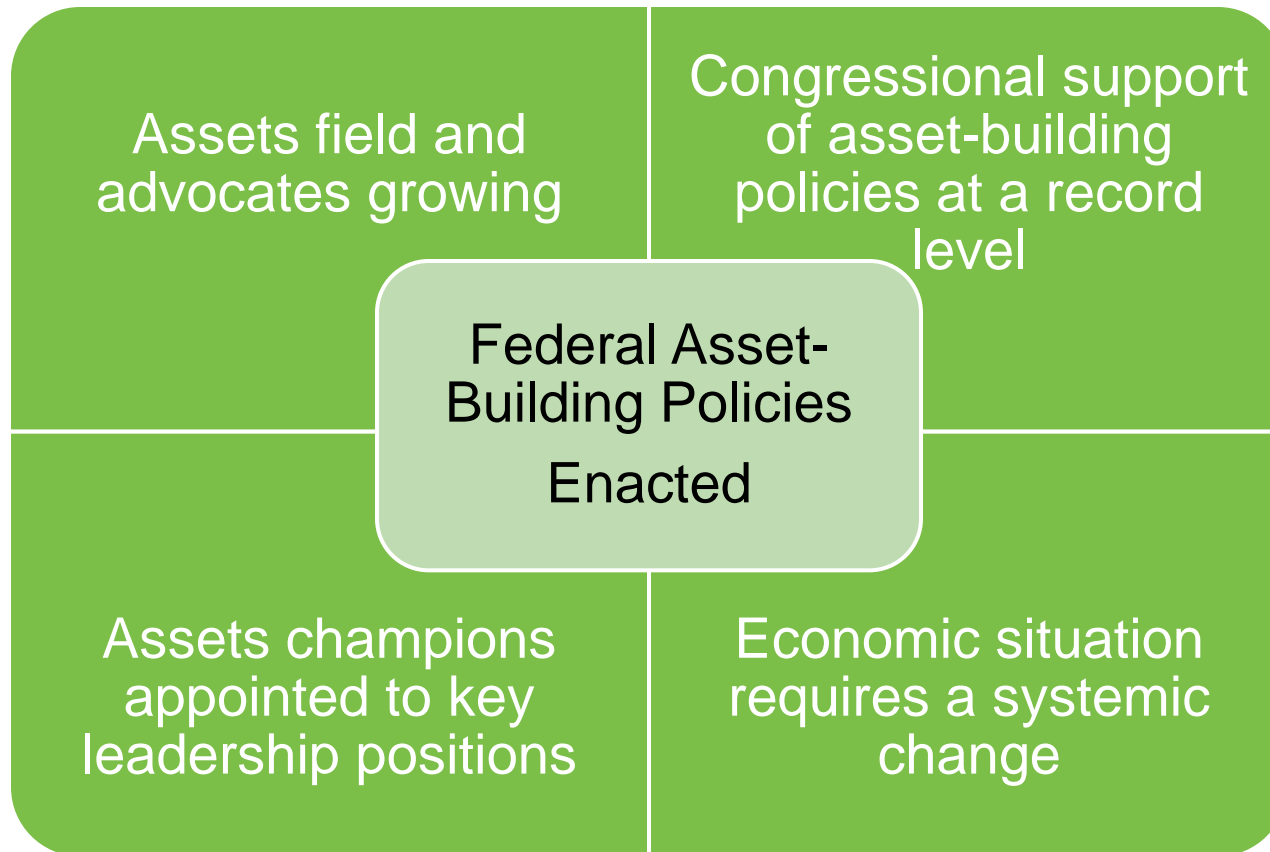 Assets field and
advocates growing
Congressional support
of asset-building
policies at a record
level
Federal Asset-
Building Policies
Enacted
Assets champions
appointed to key
leadership positions
Economic situation
requires a systemic
change